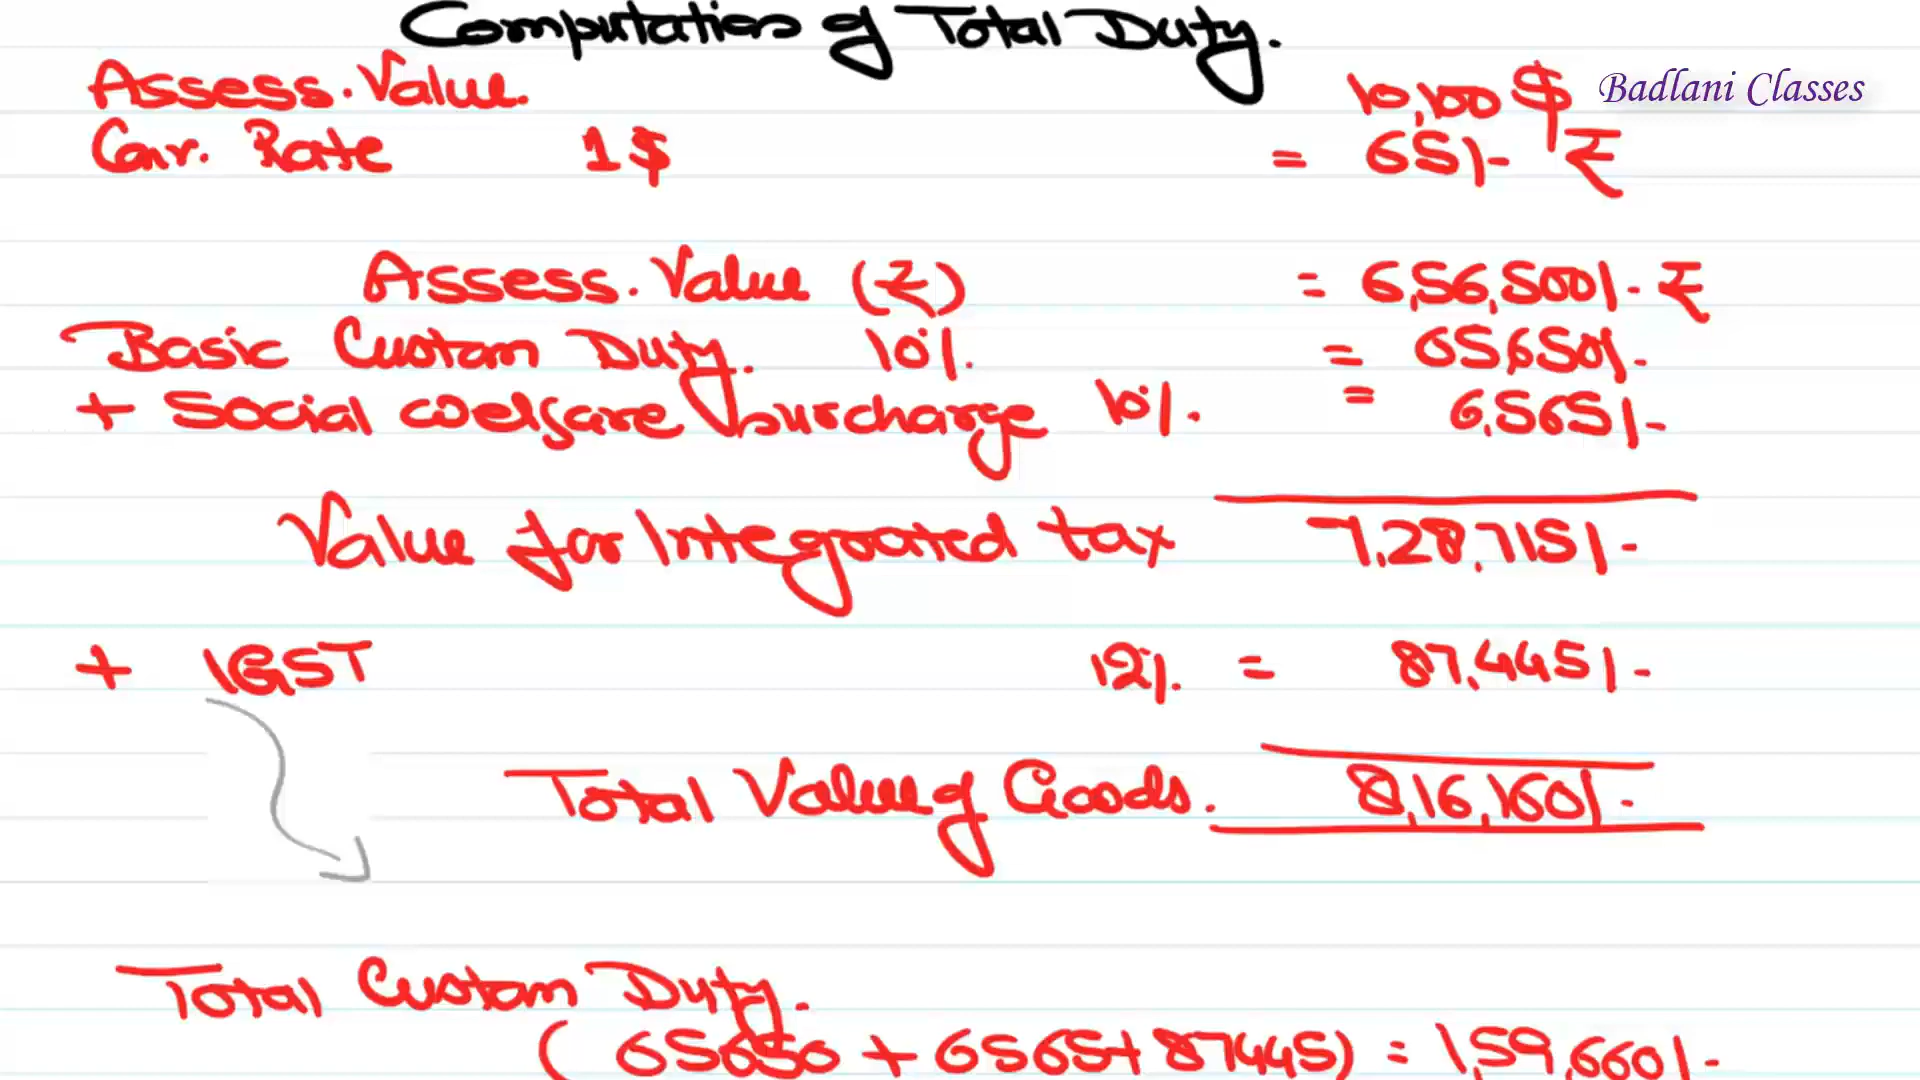 Computation of Total Duty.
Assess. Value 10,100 $
Badlani Classes
Conr. Rate 1 $ = 65/- ₹
Assess. Value (₹) = 6,56,500/- ₹
Basic Custom Duty. 10%. = 65,650/-
+ Social Welfare Surcharge 10%. = 6,565/-
Value for Integrated tax 7,28,715/-
+ IGST 12%. = 87,445/-
Total Value of Goods. 8,16,160/-
Total Custom Duty.
(65650 + 6565 + 87445) = 1,59,660/-